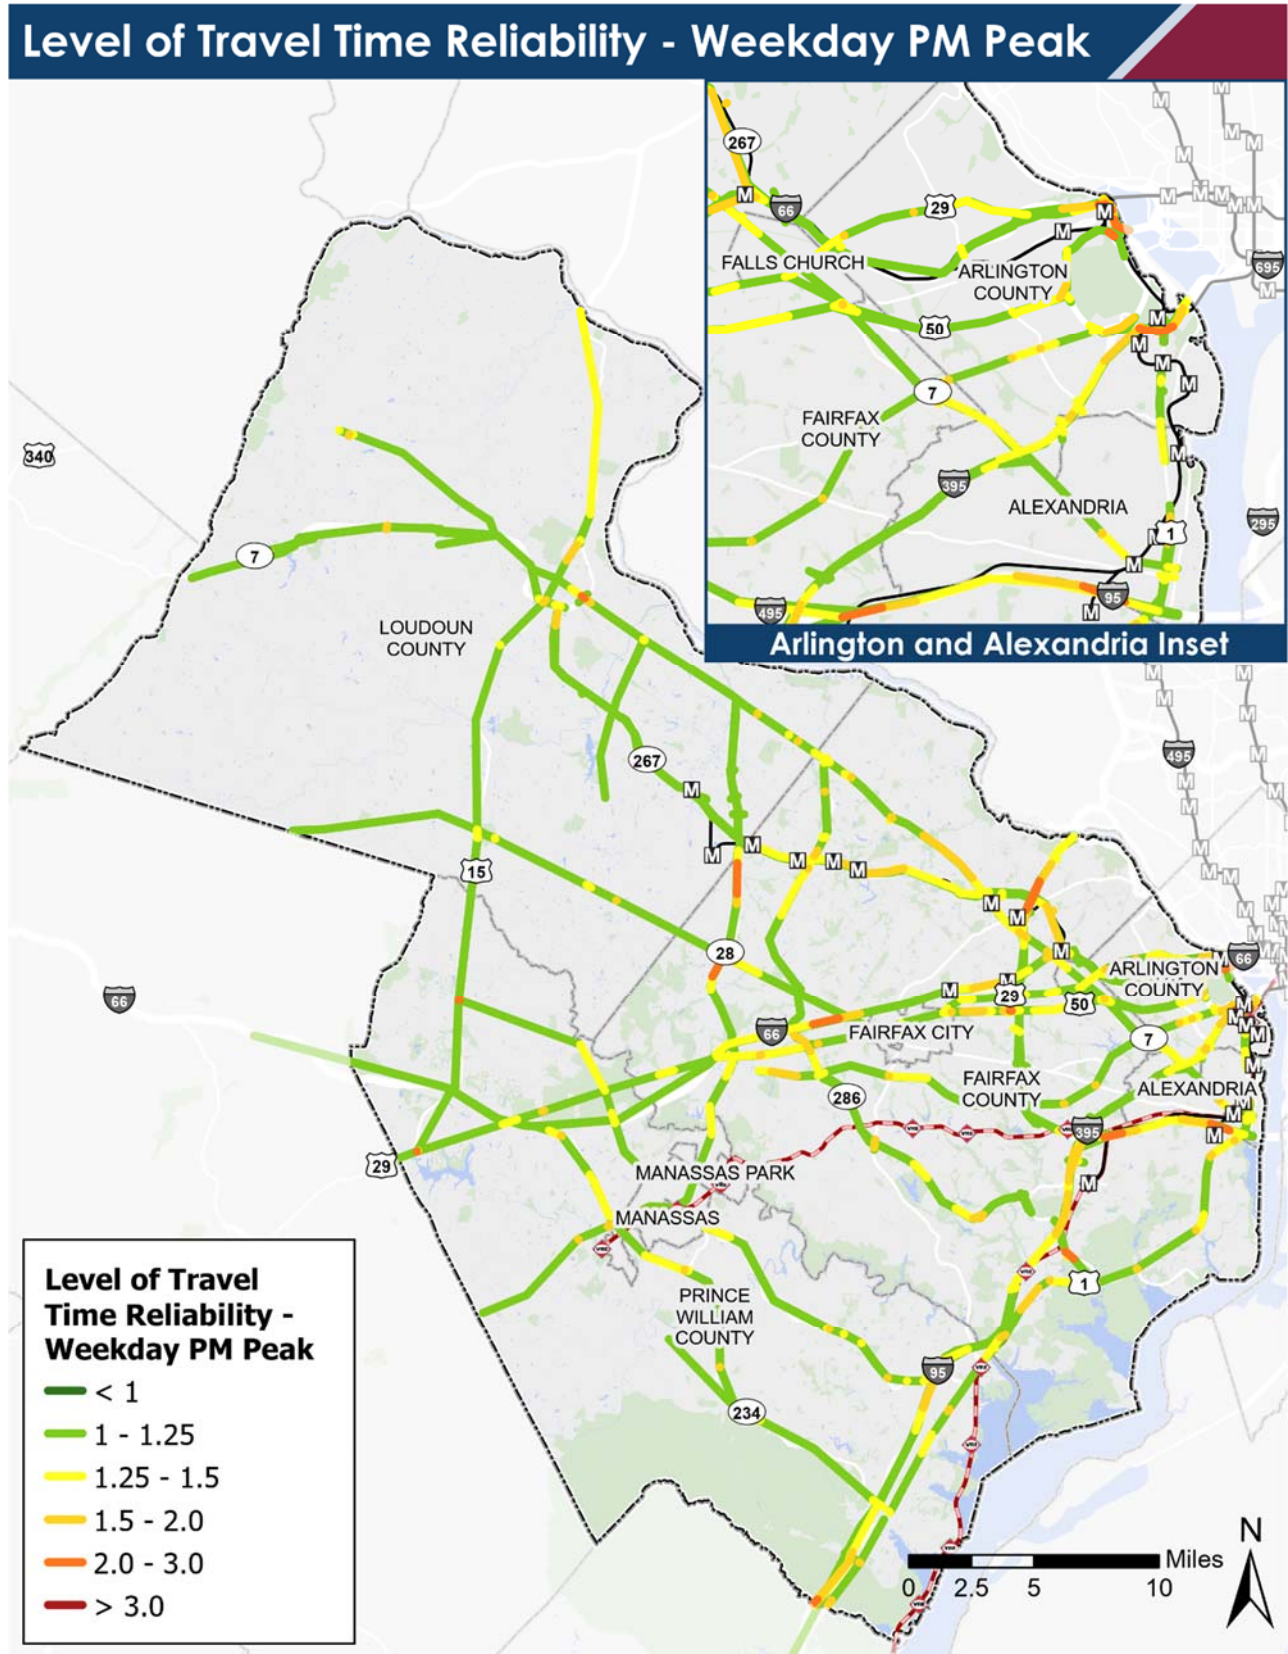 Level of Travel Time Reliability - Weekday PM Peak
267
66
29
695
FALLS CHURCH
ARLINGTON
COUNTY
50
7
FAIRFAX
COUNTY
395
ALEXANDRIA
1
295
495
95
Arlington and Alexandria Inset
340
7
LOUDOUN
COUNTY
267
495
15
28
66
ARLINGTON
COUNTY
66
29
50
66
FAIRFAX CITY
7
FAIRFAX
COUNTY
ALEXANDRIA
286
395
29
MANASSAS PARK
MANASSAS
1
PRINCE
WILLIAM
COUNTY
95
234
Level of Travel
Time Reliability -
Weekday PM Peak
< 1
1 - 1.25
1.25 - 1.5
1.5 - 2.0
2.0 - 3.0
> 3.0
N
Miles
0 2.5 5 10